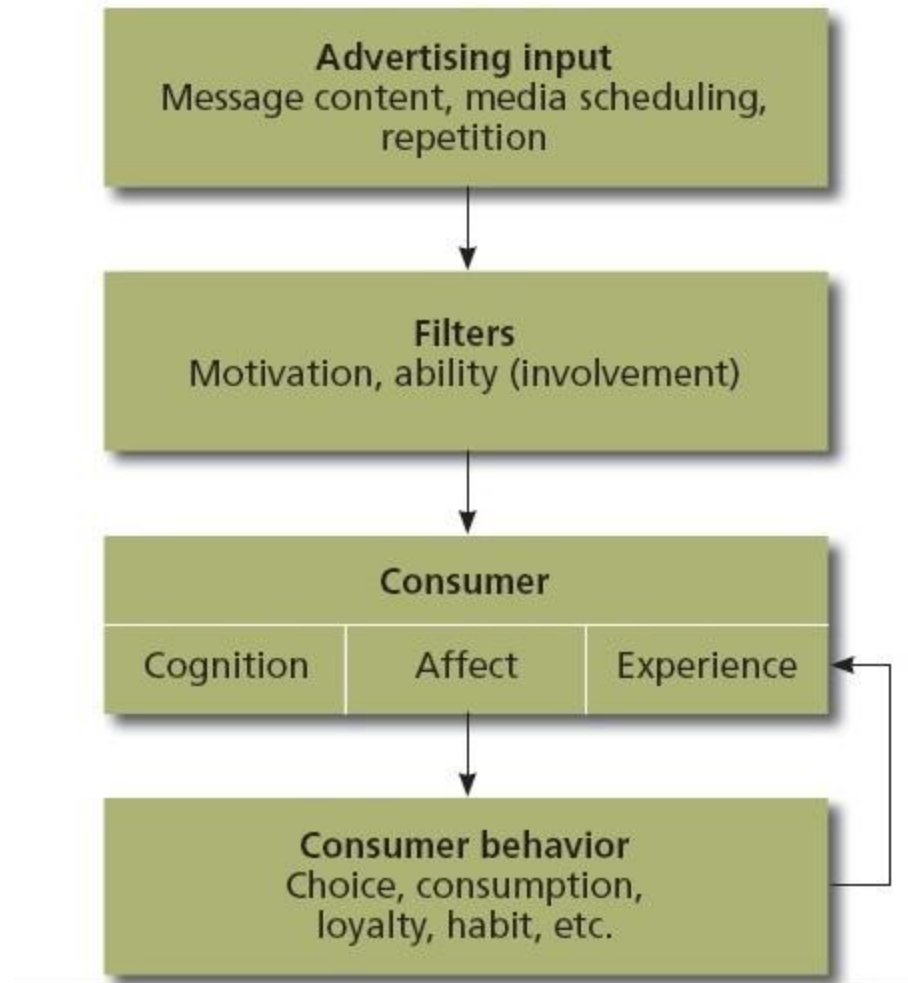 Advertising input
Message content, media scheduling,
repetition
Filters
Motivation, ability (involvement)
Consumer
Cognition
Affect
Experience
Consumer behavior
Choice, consumption,
loyalty, habit, etc.